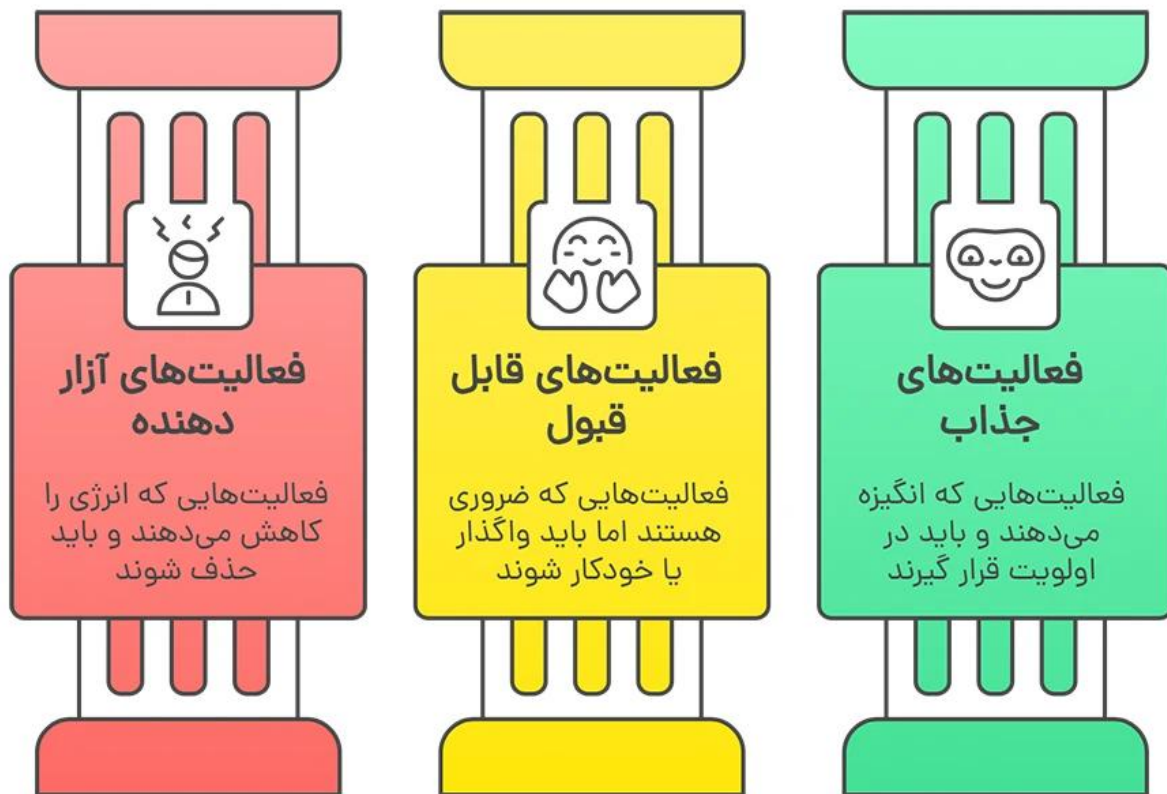 فعالیت‌های
جذاب
فعالیت‌هایی که انگیزه
می‌دهند و باید در
اولویت قرار گیرند
فعالیت‌های قابل
قبول
فعالیت‌هایی که ضروری
هستند اما باید واگذار
یا خودکار شوند
فعالیت‌های آزار
دهنده
فعالیت‌هایی که انرژی را
کاهش می‌دهند و باید
حذف شوند